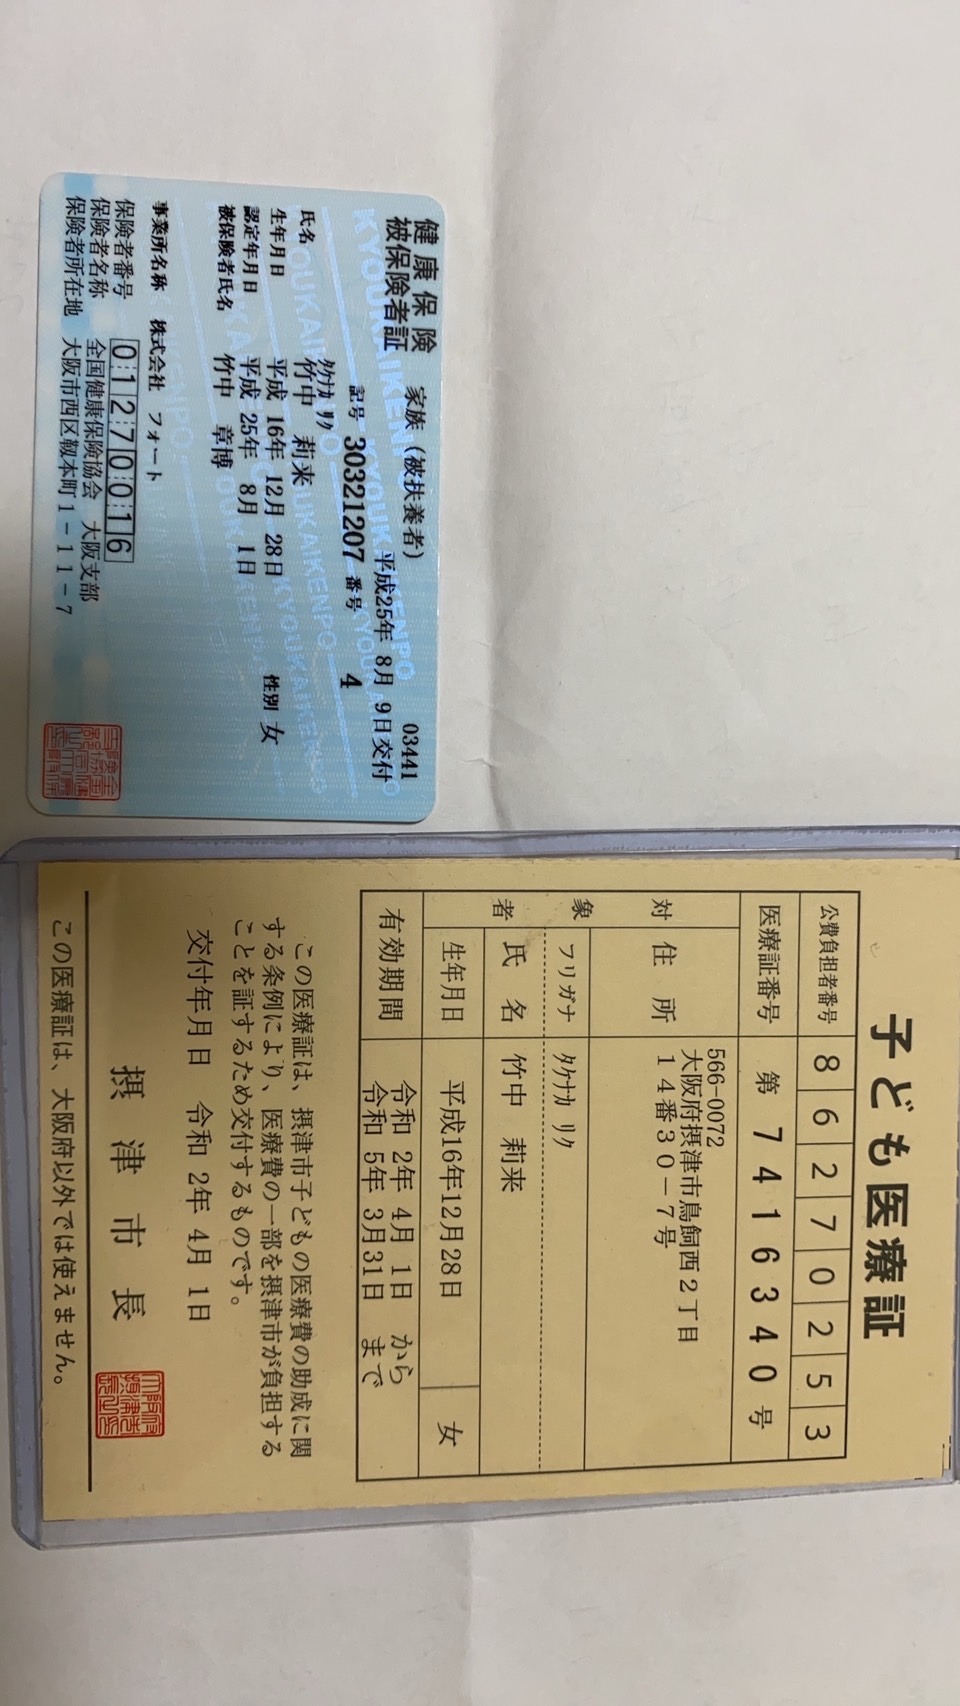 健康保険
被保険者証
家族（被扶養者）
03441
平成25年 8月 9日交付
記号 30321207 番号 4
ﾀｹﾅｶ ﾘｸ
氏名 竹中 莉来
生年月日 平成 16年 12月 28日 性別 女
認定年月日 平成 25年 8月 1日
被保険者氏名 竹中 章博
事業所名称 株式会社 フォート
保険者番号 01270016
保険者名称 全国健康保険協会 大阪支部
保険者所在地 大阪市西区靱本町1－11－7
子ども医療証
公費負担者番号 86270253
医療証番号 第 7416340 号
対象者
住所
566-0072
大阪府摂津市鳥飼西２丁目
１４番３０－７号
フリガナ ﾀｹﾅｶ ﾘｸ
氏名 竹中 莉来
生年月日 平成16年12月28日 女
有効期間
令和 2年 4月 1日 から
令和 5年 3月31日 まで
この医療証は、摂津市子どもの医療費の助成に関
する条例により、医療費の一部を摂津市が負担する
ことを証するため交付するものです。
交付年月日 令和 2年 4月 1日
摂津市長
この医療証は、大阪府以外では使えません。